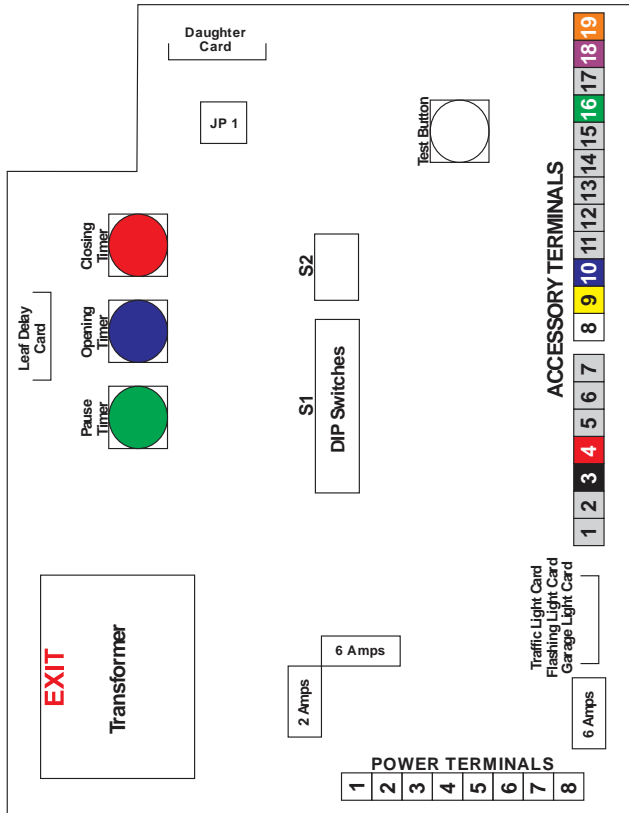 Daughter
Card
JP 1
Test Button
Closing
Timer
Opening
Timer
Pause
Timer
Leaf Delay
Card
S2
S1
DIP Switches
ACCESSORY TERMINALS
1 2 3 4 5 6 7 8 9 10 11 12 13 14 15 16 17 18 19
EXIT
Transformer
6 Amps
2 Amps
Traffic Light Card
Flashing Light Card
Garage Light Card
6 Amps
POWER TERMINALS
1
2
3
4
5
6
7
8